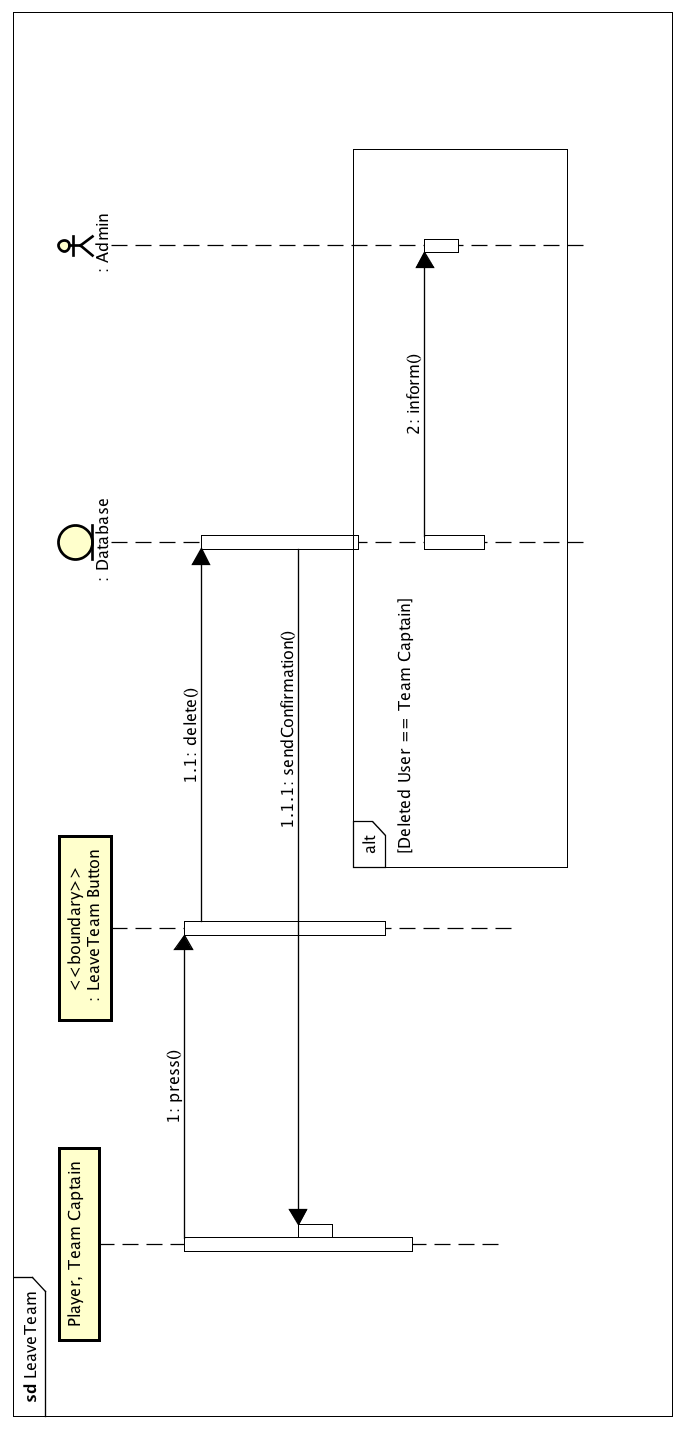 sd LeaveTeam
Player, Team Captain
<<boundary>>
: LeaveTeam Button
: Database
: Admin
1: press()
1.1: delete()
1.1.1: sendConfirmation()
alt
[Deleted User == Team Captain]
2: inform()